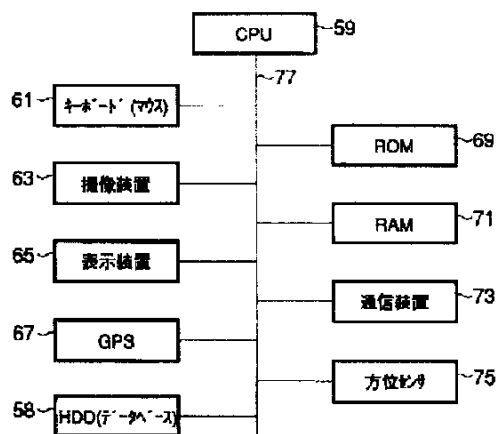 CPU
59
77
61
キーボード(マウス)
ROM
69
63
撮像装置
RAM
71
65
表示装置
通信装置
73
67
GPS
方位センサ
75
58
HDD(データベース)